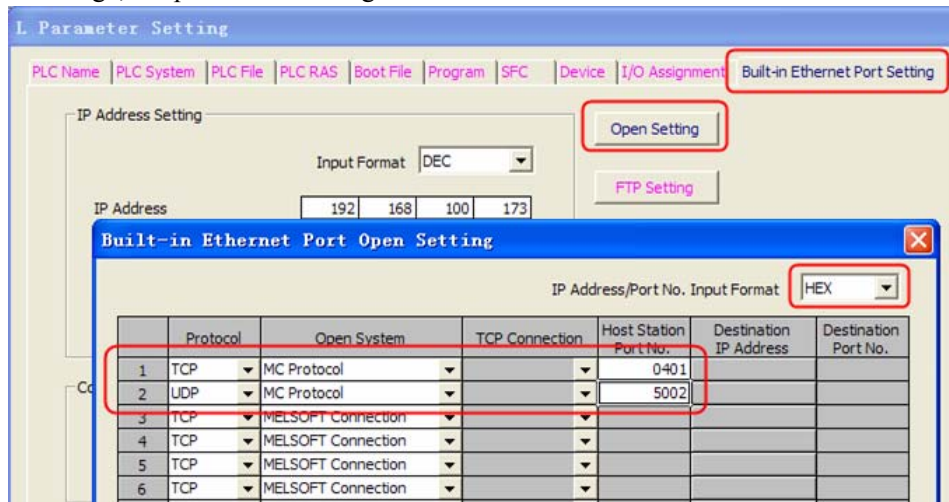 L Parameter Setting
PLC Name PLC System PLC File PLC RAS Boot File Program SFC Device I/O Assignment Built-in Ethernet Port Setting
IP Address Setting
Open Setting
Input Format DEC
FTP Setting
IP Address 192 168 100 173
Built-in Ethernet Port Open Setting
IP Address/Port No. Input Format HEX
Protocol Open System TCP Connection Host Station Port No. Destination IP Address Destination Port No.
1 TCP MC Protocol 0401
2 UDP MC Protocol 5002
3 TCP MELSOFT Connection
4 TCP MELSOFT Connection
5 TCP MELSOFT Connection
6 TCP MELSOFT Connection